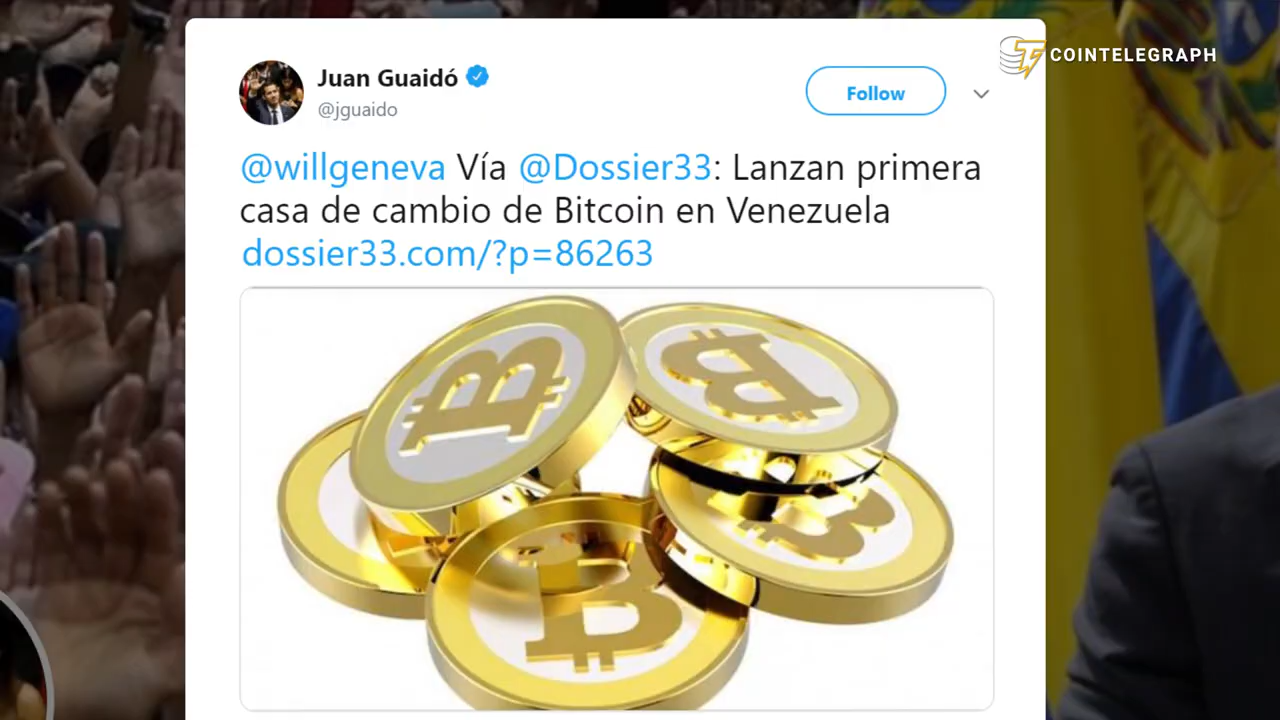 COINTELEGRAPH
Juan Guaidó
@jguaido
Follow
@willgeneva Vía @Dossier33: Lanzan primera
casa de cambio de Bitcoin en Venezuela
dossier33.com/?p=86263